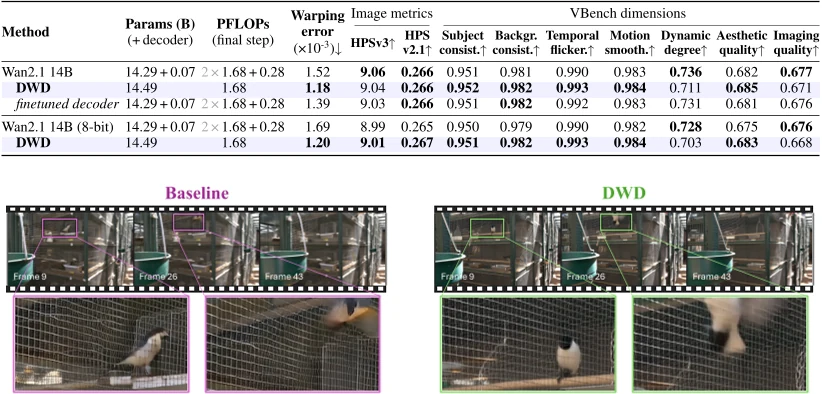 Method Params (B) (+ decoder) PFLOPs (final step) Warping error (×10⁻³)↓ Image metrics VBench dimensions
HPSv3↑ HPS v2.1↑ Subject consist.↑ Backgr. consist.↑ Temporal flicker.↑ Motion smooth.↑ Dynamic degree↑ Aesthetic quality↑ Imaging quality↑
Wan2.1 14B 14.29 + 0.07 2 × 1.68 + 0.28 1.52 9.06 0.266 0.951 0.981 0.990 0.983 0.736 0.682 0.677
DWD 14.49 1.68 1.18 9.04 0.266 0.952 0.982 0.993 0.984 0.711 0.685 0.671
finetuned decoder 14.29 + 0.07 2 × 1.68 + 0.28 1.39 9.03 0.266 0.951 0.982 0.992 0.983 0.731 0.681 0.676
Wan2.1 14B (8-bit) 14.29 + 0.07 2 × 1.68 + 0.28 1.69 8.99 0.265 0.950 0.979 0.990 0.982 0.728 0.675 0.676
DWD 14.49 1.68 1.20 9.01 0.267 0.951 0.982 0.993 0.984 0.703 0.683 0.668
Baseline DWD
Frame 9 Frame 26 Frame 43 Frame 9 Frame 26 Frame 43